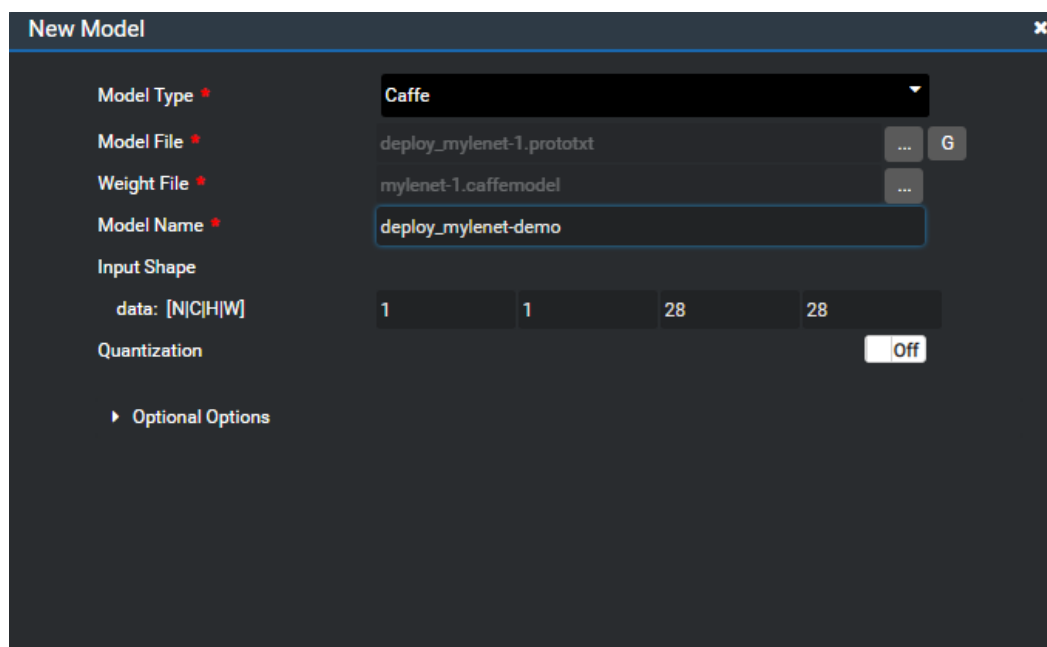 New Model ×
Model Type * Caffe
Model File * deploy_mylenet-1.prototxt ... G
Weight File * mylenet-1.caffemodel ...
Model Name * deploy_mylenet-demo
Input Shape
data: [N|C|H|W] 1 1 28 28
Quantization Off
Optional Options